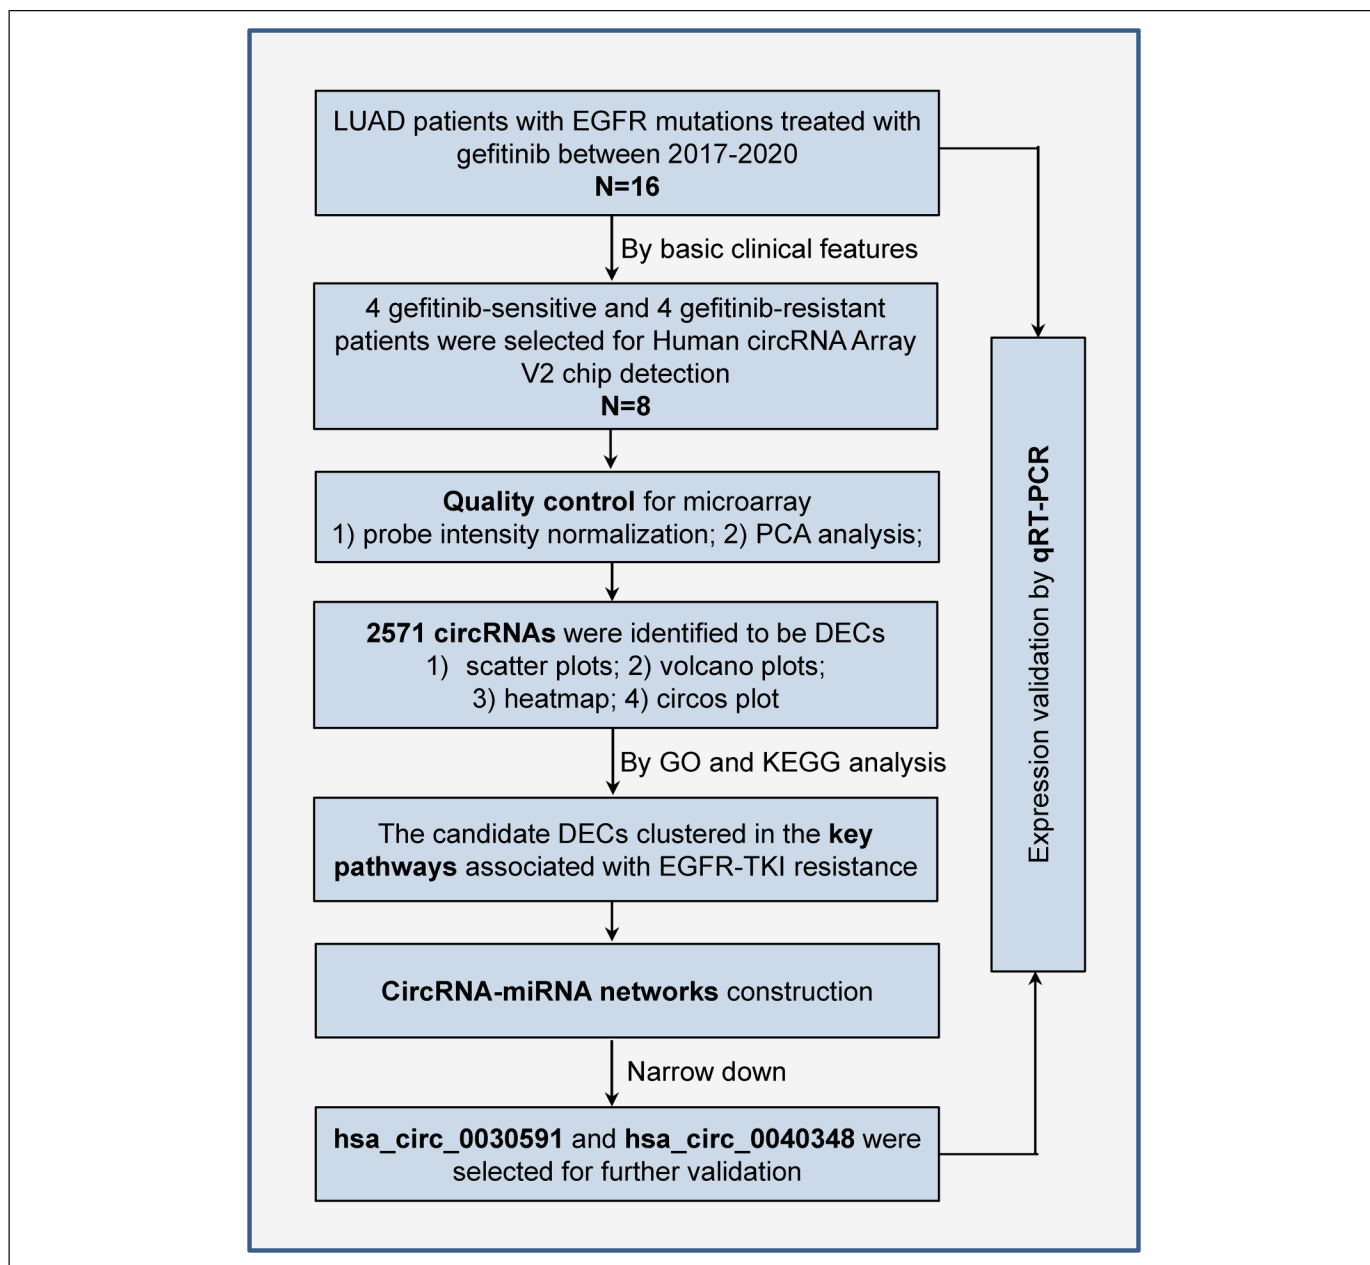 LUAD patients with EGFR mutations treated with
gefitinib between 2017-2020
N=16
By basic clinical features
4 gefitinib-sensitive and 4 gefitinib-resistant
patients were selected for Human circRNA Array
V2 chip detection
N=8
Quality control for microarray
1) probe intensity normalization; 2) PCA analysis;
2571 circRNAs were identified to be DECs
1) scatter plots; 2) volcano plots;
3) heatmap; 4) circos plot
By GO and KEGG analysis
The candidate DECs clustered in the key
pathways associated with EGFR-TKI resistance
CircRNA-miRNA networks construction
Narrow down
hsa_circ_0030591 and hsa_circ_0040348 were
selected for further validation
Expression validation by qRT-PCR